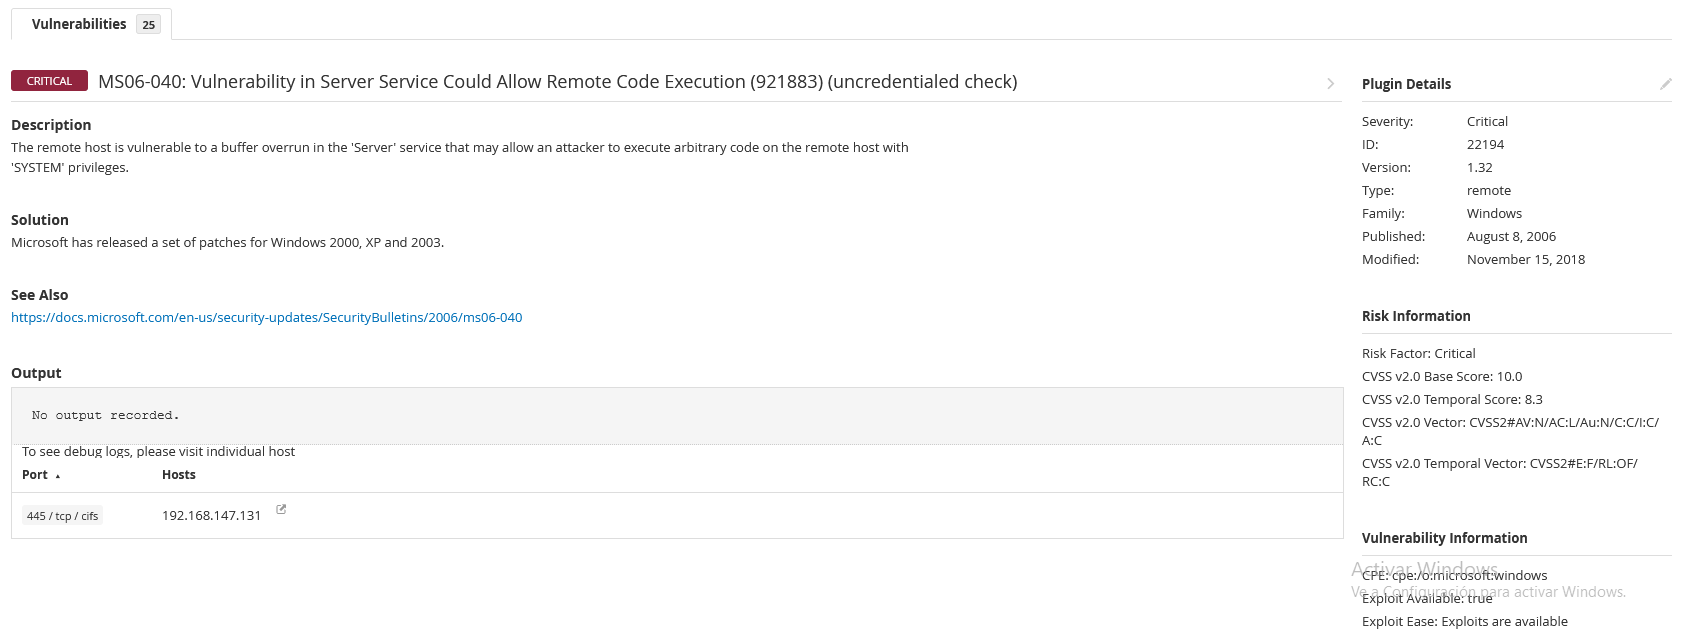 Vulnerabilities 25
CRITICAL MS06-040: Vulnerability in Server Service Could Allow Remote Code Execution (921883) (uncredentialed check)
Description
The remote host is vulnerable to a buffer overrun in the 'Server' service that may allow an attacker to execute arbitrary code on the remote host with
'SYSTEM' privileges.
Solution
Microsoft has released a set of patches for Windows 2000, XP and 2003.
See Also
https://docs.microsoft.com/en-us/security-updates/SecurityBulletins/2006/ms06-040
Output
No output recorded.
To see debug logs, please visit individual host
Port ▲ Hosts
445 / tcp / cifs 192.168.147.131
Plugin Details
Severity: Critical
ID: 22194
Version: 1.32
Type: remote
Family: Windows
Published: August 8, 2006
Modified: November 15, 2018
Risk Information
Risk Factor: Critical
CVSS v2.0 Base Score: 10.0
CVSS v2.0 Temporal Score: 8.3
CVSS v2.0 Vector: CVSS2#AV:N/AC:L/Au:N/C:C/I:C/
A:C
CVSS v2.0 Temporal Vector: CVSS2#E:F/RL:OF/
RC:C
Vulnerability Information
CPE: cpe:/o:microsoft:windows
Exploit Available: true
Exploit Ease: Exploits are available
Activar Windows
Ve a Configuración para activar Windows.